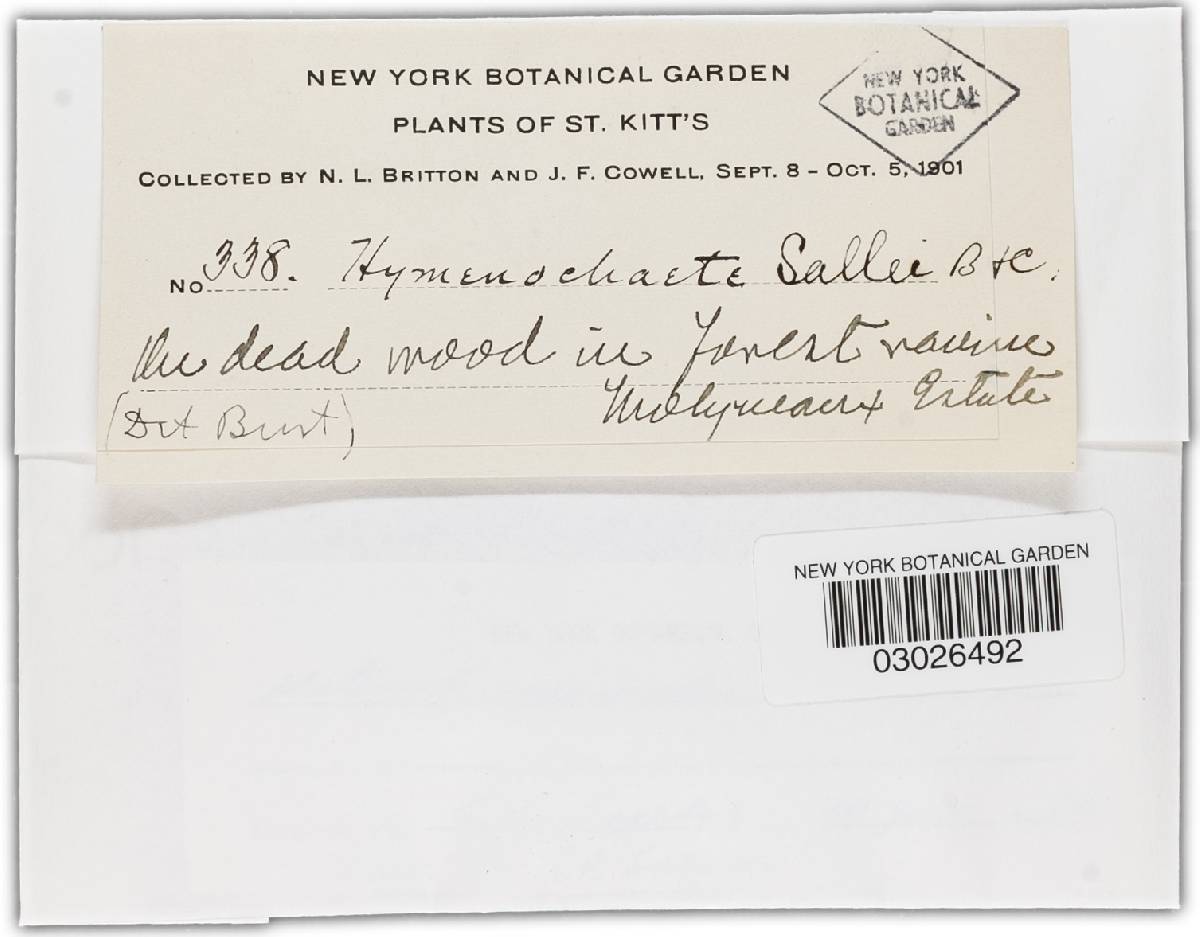 NEW YORK BOTANICAL GARDEN
PLANTS OF ST. KITT'S
COLLECTED BY N. L. BRITTON AND J. F. COWELL, SEPT. 8 – OCT. 5, 1901
NEW YORK
BOTANICAL
GARDEN
No 338. Hymenochaete Sallei B & C.
On dead wood in forest ravine
Molyneaux Estate
(Det Burt)
NEW YORK BOTANICAL GARDEN
03026492